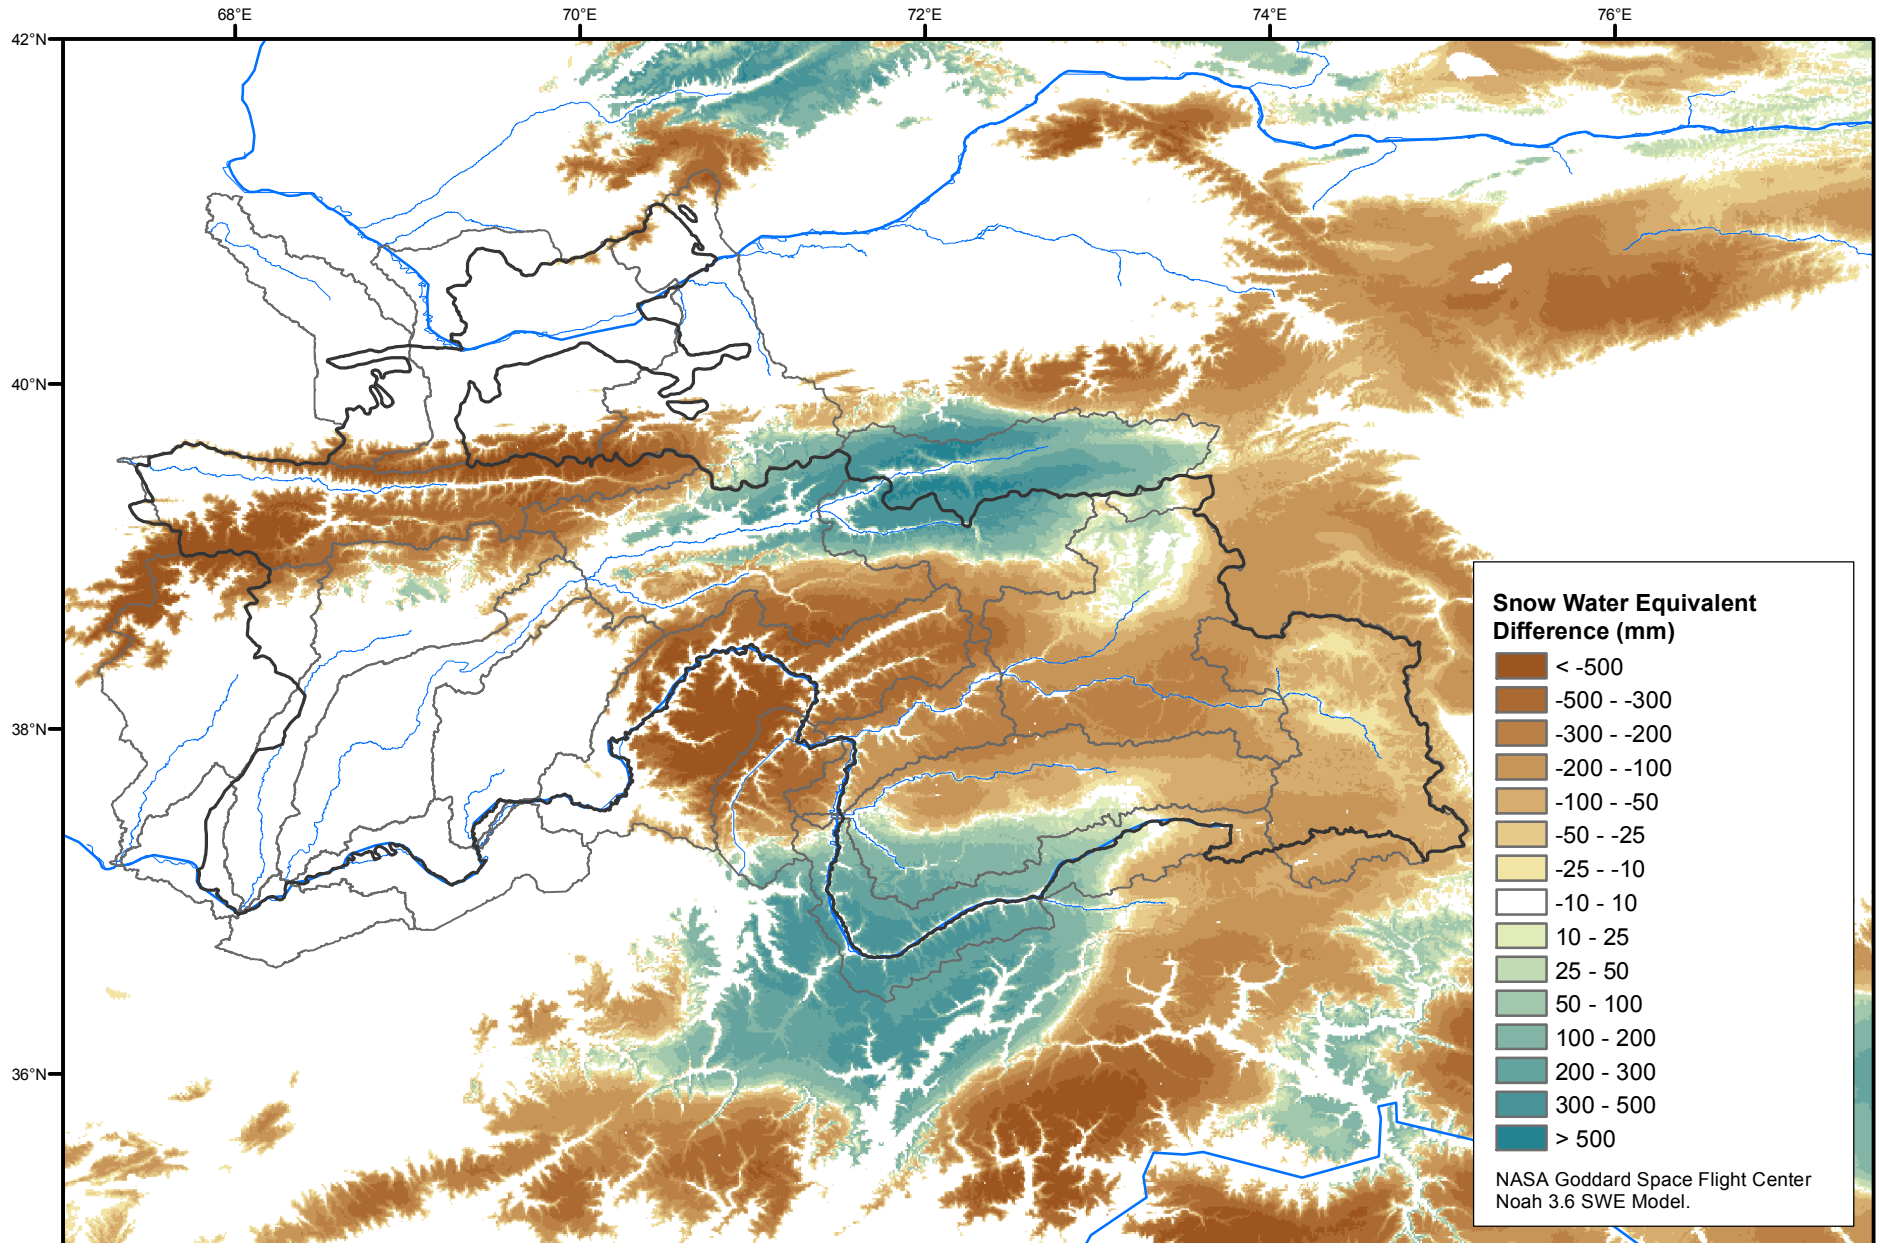 68°E 70°E 72°E 74°E 76°E
42°N
40°N
38°N
36°N
Snow Water Equivalent
Difference (mm)
< -500
-500 - -300
-300 - -200
-200 - -100
-100 - -50
-50 - -25
-25 - -10
-10 - 10
10 - 25
25 - 50
50 - 100
100 - 200
200 - 300
300 - 500
> 500
NASA Goddard Space Flight Center
Noah 3.6 SWE Model.